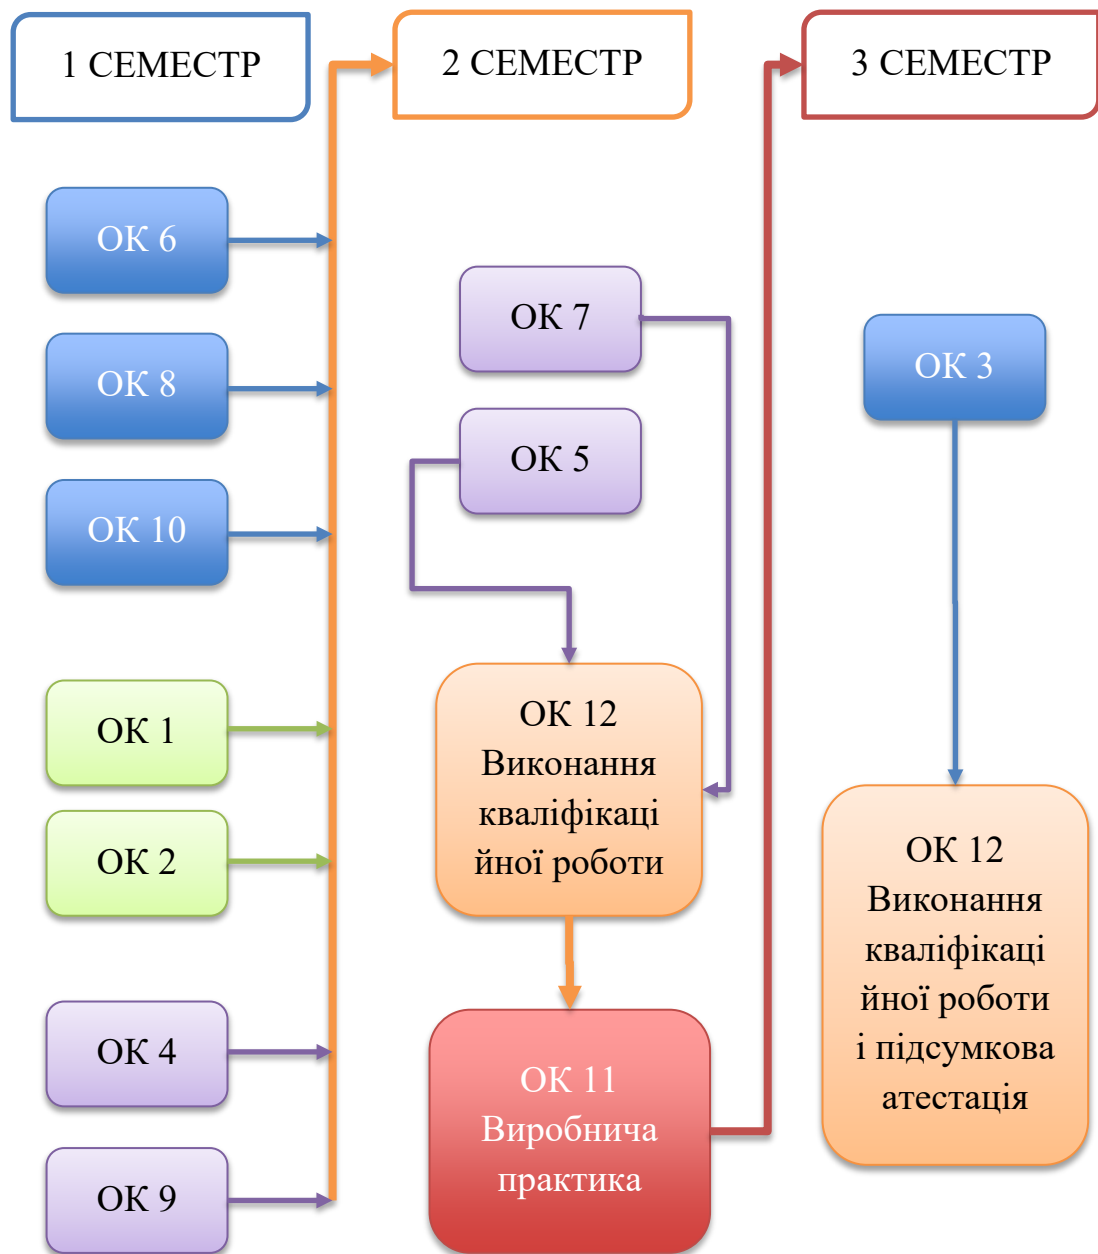 1 СЕМЕСТР
2 СЕМЕСТР
3 СЕМЕСТР
ОК 6
ОК 8
ОК 10
ОК 1
ОК 2
ОК 4
ОК 9
ОК 7
ОК 5
ОК 12
Виконання
кваліфікаці
йної роботи
ОК 11
Виробнича
практика
ОК 3
ОК 12
Виконання
кваліфікаці
йної роботи
і підсумкова
атестація